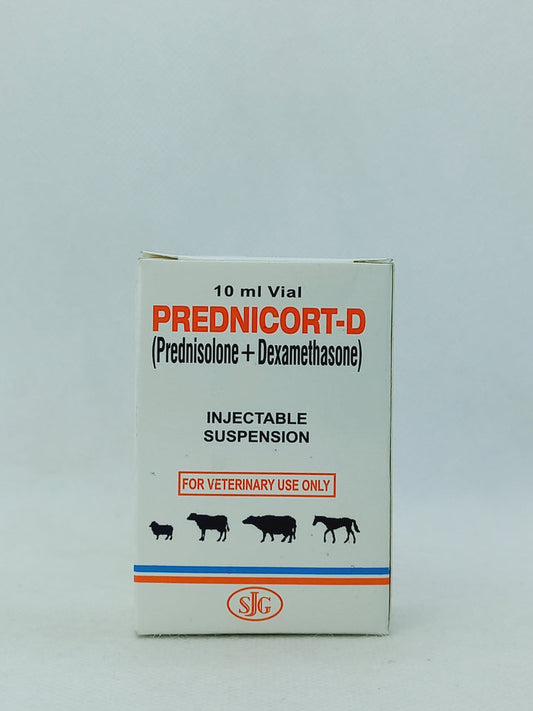 10 ml Vial
PREDNICORT-D
(Prednisolone+Dexamethasone)
INJECTABLE
SUSPENSION
FOR VETERINARY USE ONLY
SJG